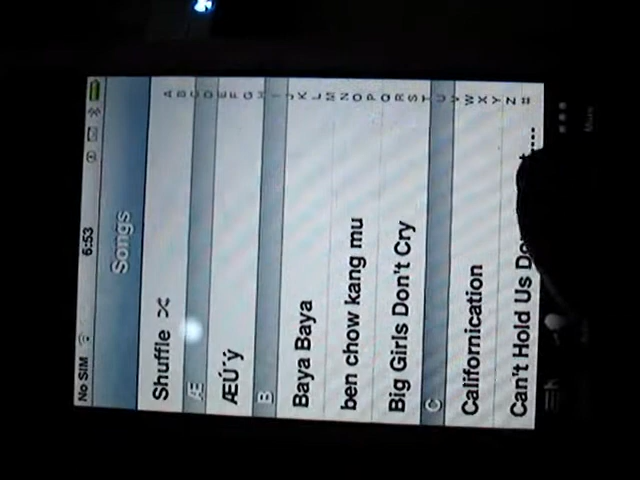 No SIM 6:53
Songs
Shuffle
Æ
ÆÚ¨ý
B
Baya Baya
ben chow kang mu
Big Girls Don't Cry
C
Californication
Can't Hold Us Do
A
B
C
D
E
F
G
H
I
J
K
L
M
N
O
P
Q
R
S
T
U
V
W
X
Y
Z
#
More